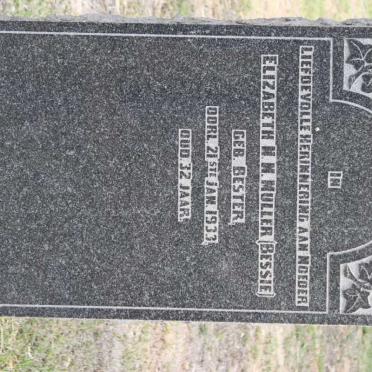 IN
LIEFDEVOLLE HERINNERING AAN MOEDER
ELIZABETH H N MULLER (BESSIE)
GEB. BESTER
OORL. 21STE JAN. 1933
OUD 32 JAAR.